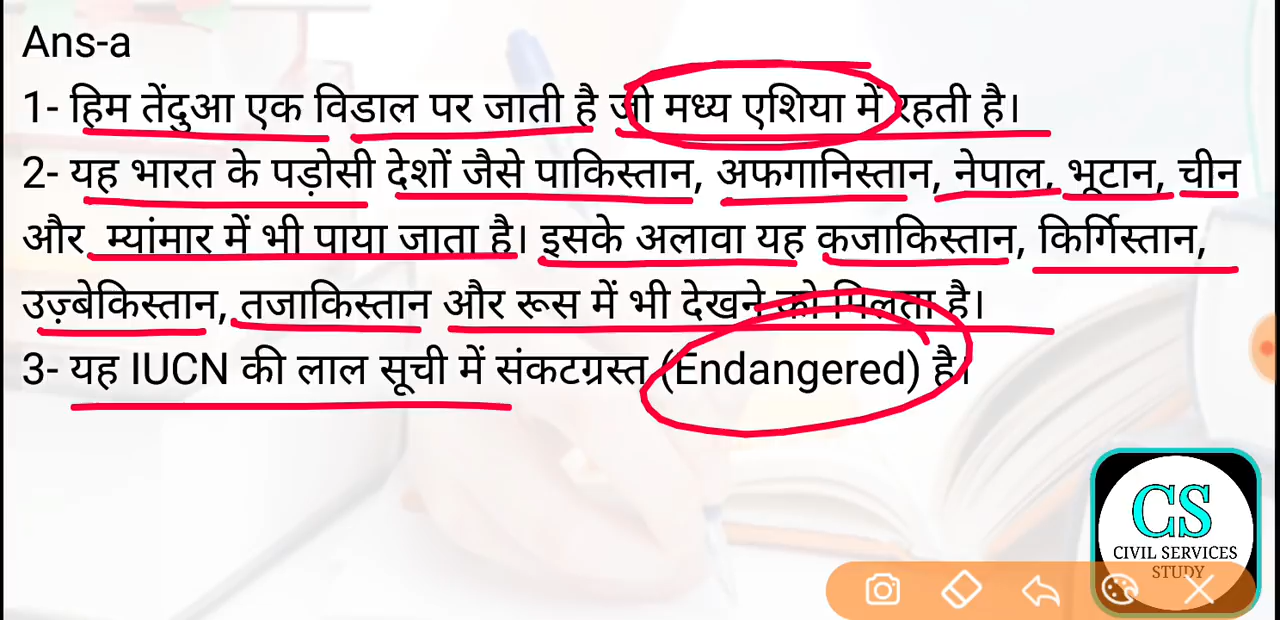 Ans-a
1- हिम तेंदुआ एक विडाल पर जाती है जो मध्य एशिया में रहती है।
2- यह भारत के पड़ोसी देशों जैसे पाकिस्तान, अफगानिस्तान, नेपाल, भूटान, चीन
और म्यांमार में भी पाया जाता है। इसके अलावा यह कजाकिस्तान, किर्गिस्तान,
उज़्बेकिस्तान, तजाकिस्तान और रूस में भी देखने को मिलता है।
3- यह IUCN की लाल सूची में संकटग्रस्त (Endangered) है।
CS
CIVIL SERVICES
STUDY